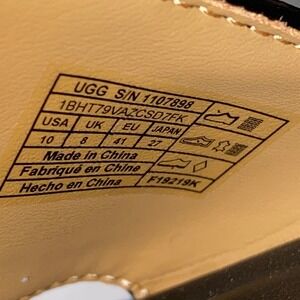 UGG S/N 1107898
1BHT79VAZCSD7FK
USA UK EU JAPAN
10 8 41 27
Made in China
Fabriqué en Chine
Hecho en China F19219K